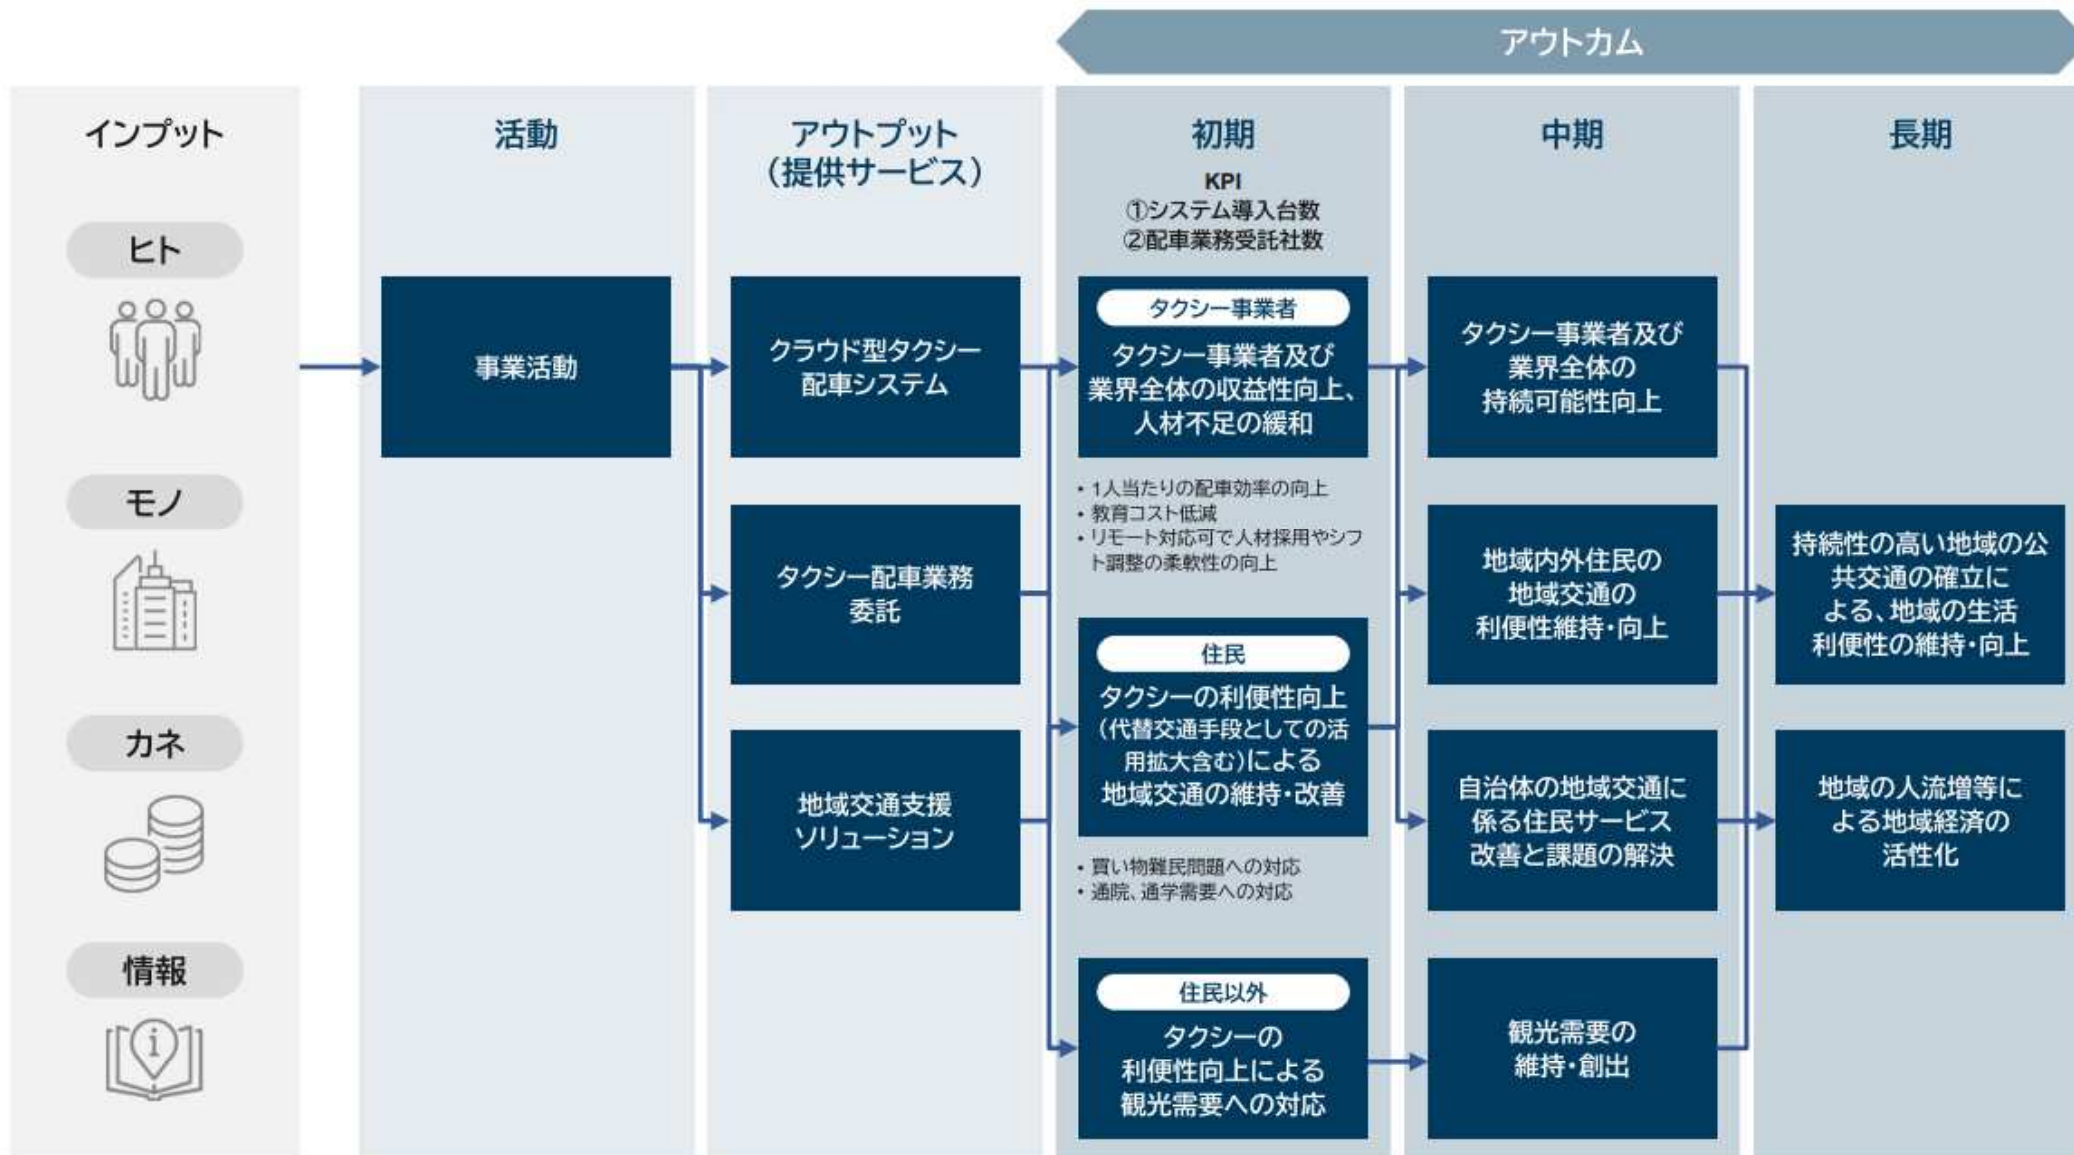 アウトカム
インプット
ヒト
モノ
カネ
情報
活動
事業活動
アウトプット
（提供サービス）
クラウド型タクシー
配車システム
タクシー配車業務
委託
地域交通支援
ソリューション
初期
KPI
①システム導入台数
②配車業務受託社数
タクシー事業者
タクシー事業者及び
業界全体の収益性向上、
人材不足の緩和
・1人当たりの配車効率の向上
・教育コスト低減
・リモート対応可で人材採用やシフ
ト調整の柔軟性の向上
住民
タクシーの利便性向上
（代替交通手段としての活
用拡大含む）による
地域交通の維持・改善
・買い物難民問題への対応
・通院、通学需要への対応
住民以外
タクシーの
利便性向上による
観光需要への対応
中期
タクシー事業者及び
業界全体の
持続可能性向上
地域内外住民の
地域交通の
利便性維持・向上
自治体の地域交通に
係る住民サービス
改善と課題の解決
観光需要の
維持・創出
長期
持続性の高い地域の公
共交通の確立に
よる、地域の生活
利便性の維持・向上
地域の人流増等に
よる地域経済の
活性化